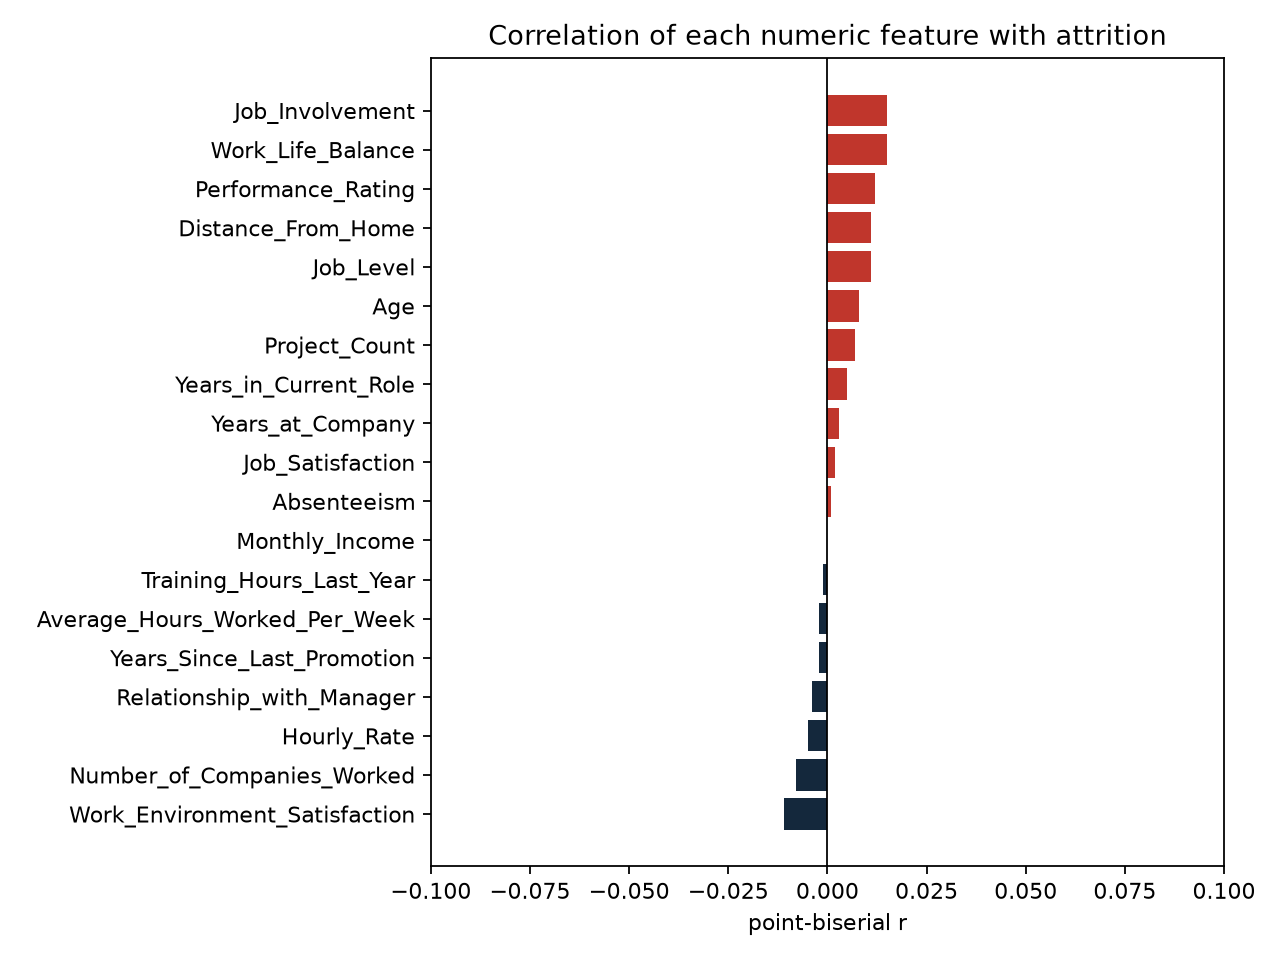 Correlation of each numeric feature with attrition
Job_Involvement
Work_Life_Balance
Performance_Rating
Distance_From_Home
Job_Level
Age
Project_Count
Years_in_Current_Role
Years_at_Company
Job_Satisfaction
Absenteeism
Monthly_Income
Training_Hours_Last_Year
Average_Hours_Worked_Per_Week
Years_Since_Last_Promotion
Relationship_with_Manager
Hourly_Rate
Number_of_Companies_Worked
Work_Environment_Satisfaction
−0.100 −0.075 −0.050 −0.025 0.000 0.025 0.050 0.075 0.100
point-biserial r